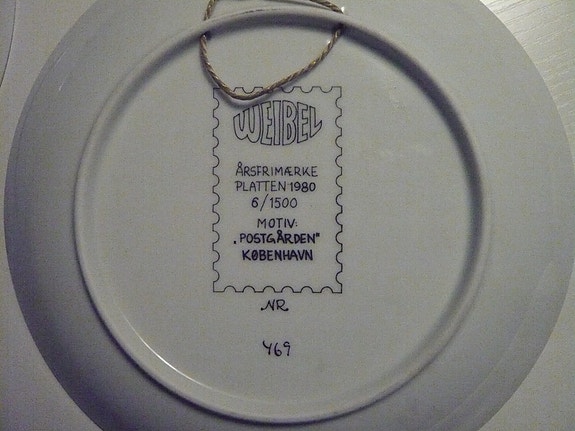 WEIBEL
ÅRSFRIMÆRKE
PLATTEN 1980
6/1500
MOTIV:
„POSTGÅRDEN"
KØBENHAVN
NR
469